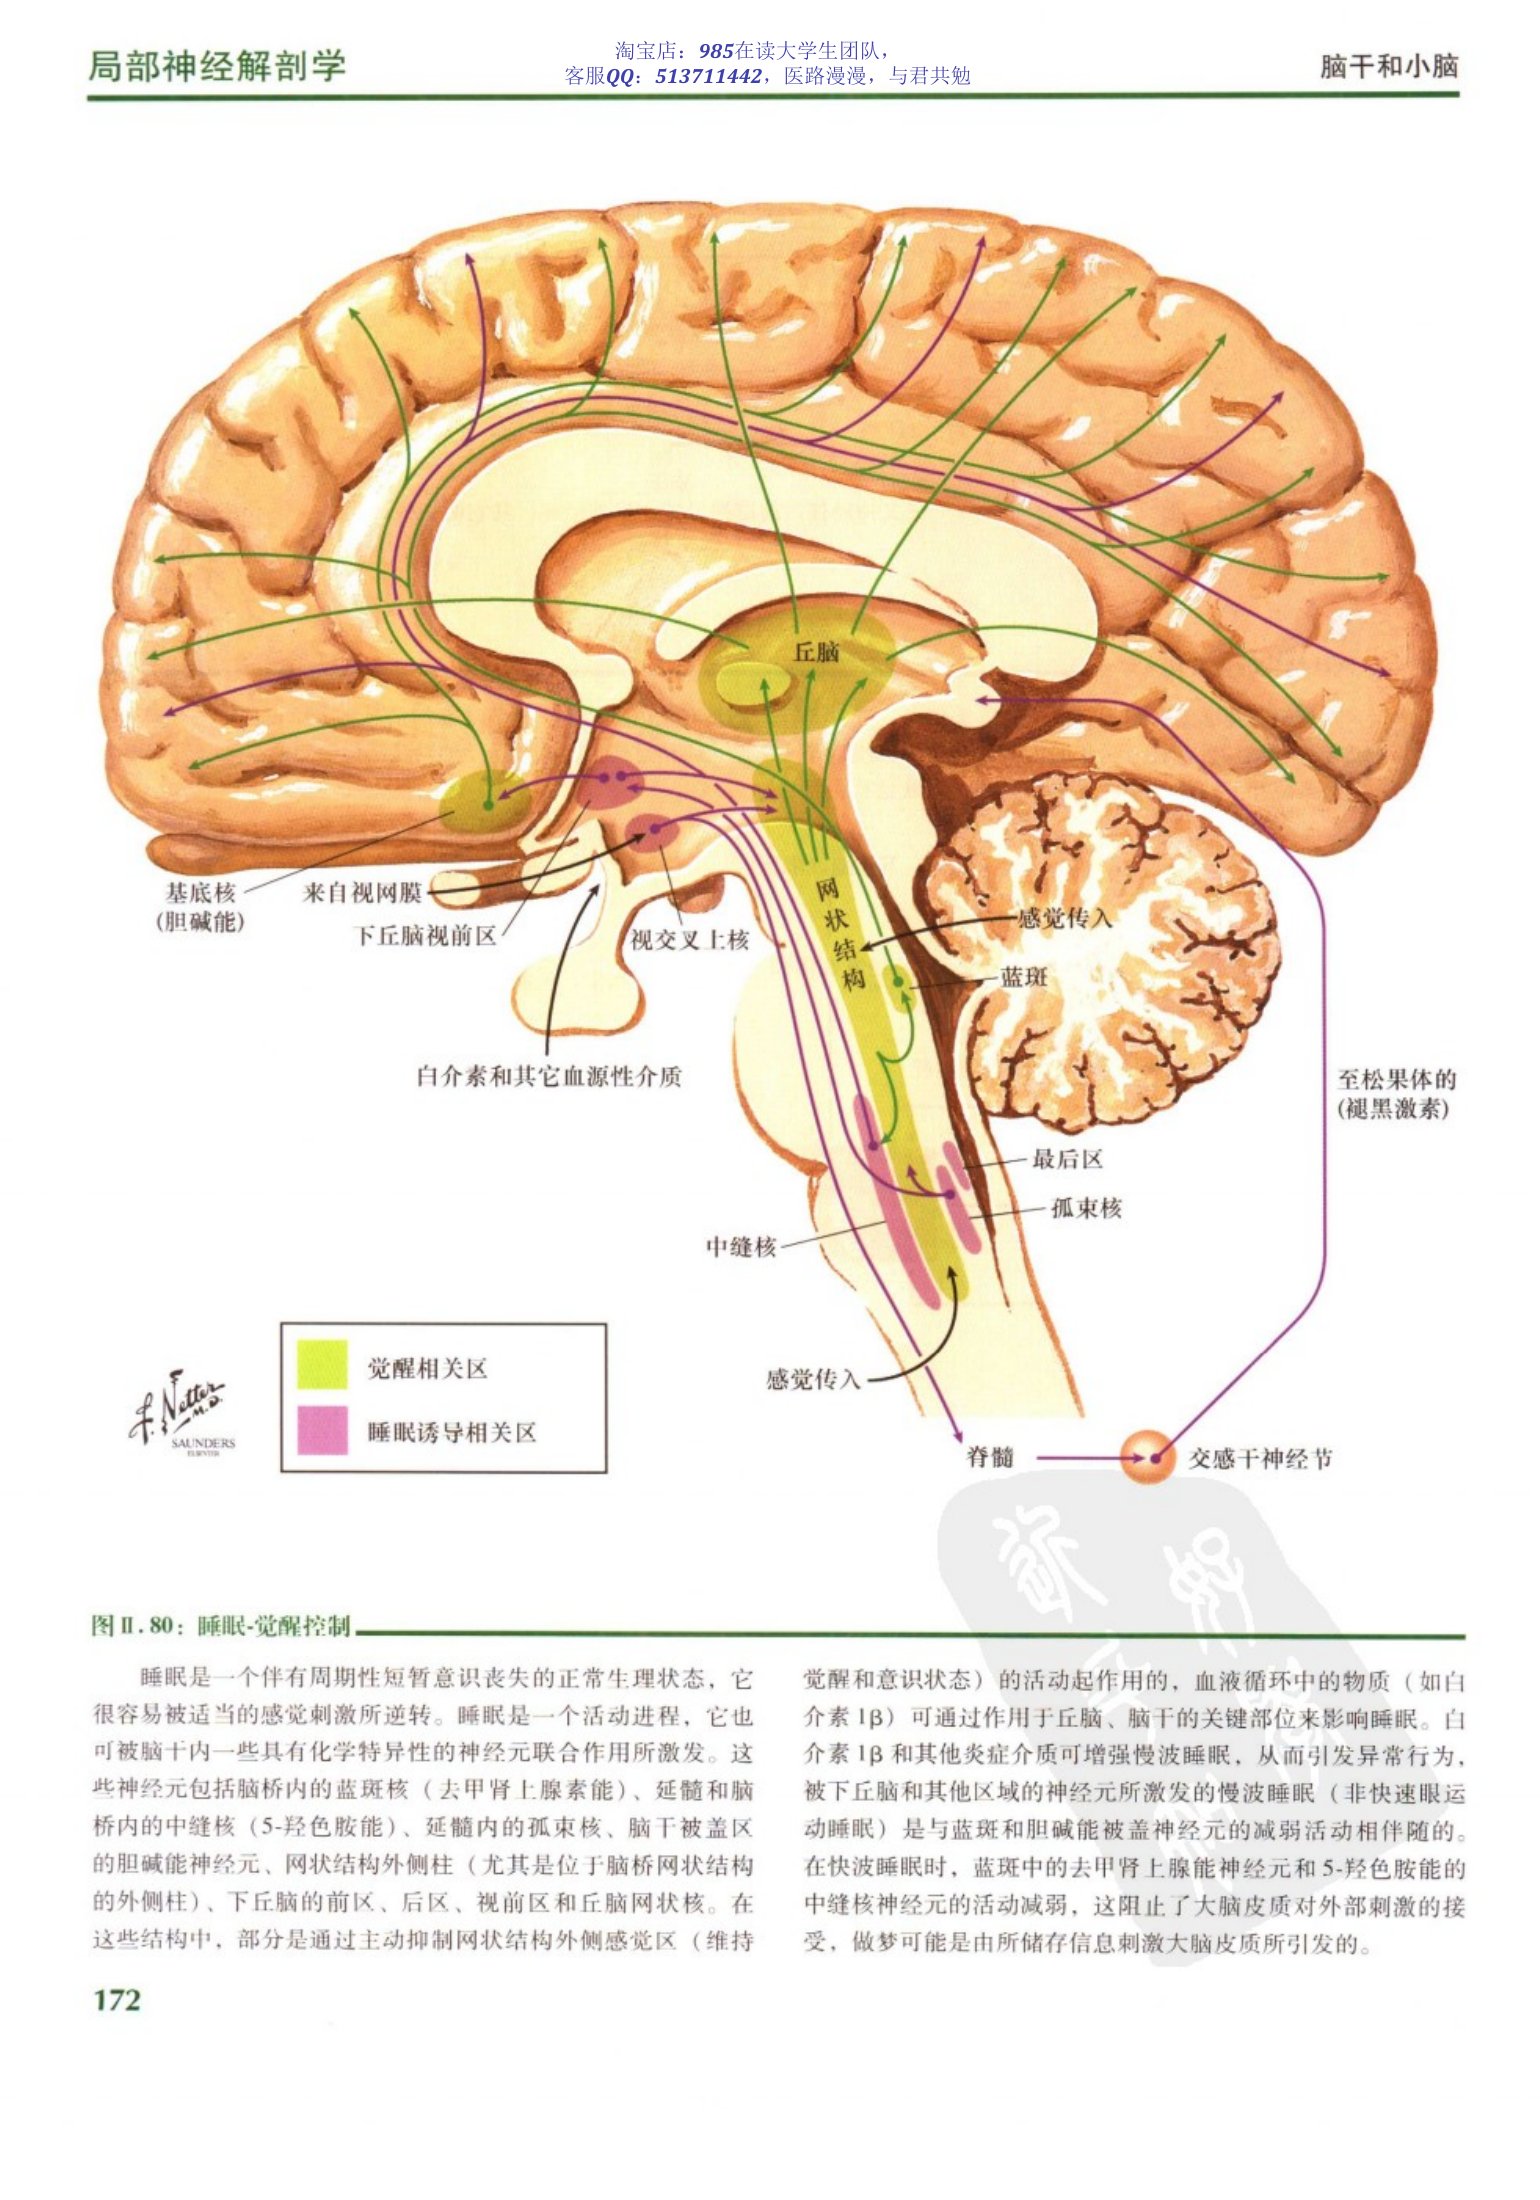 局部神经解剖学
淘宝店：985在读大学生团队，
客服QQ：513711442，医路漫漫，与君共勉
脑干和小脑
丘脑
基底核
(胆碱能)
来自视网膜
下丘脑视前区
视交叉上核
网
状
结
构
感觉传入
蓝斑
白介素和其它血源性介质
至松果体的
(褪黑激素)
最后区
孤束核
中缝核
感觉传入
脊髓
交感干神经节
觉醒相关区
睡眠诱导相关区
F. Netter
M.D.
SAUNDERS
ELSEVIER
图Ⅱ.80：睡眠-觉醒控制
睡眠是一个伴有周期性短暂意识丧失的正常生理状态，它
很容易被适当的感觉刺激所逆转。睡眠是一个活动进程，它也
可被脑干内一些具有化学特异性的神经元联合作用所激发。这
些神经元包括脑桥内的蓝斑核（去甲肾上腺素能）、延髓和脑
桥内的中缝核（5-羟色胺能）、延髓内的孤束核、脑干被盖区
的胆碱能神经元、网状结构外侧柱（尤其是位于脑桥网状结构
的外侧柱）、下丘脑的前区、后区、视前区和丘脑网状核。在
这些结构中，部分是通过主动抑制网状结构外侧感觉区（维持
觉醒和意识状态）的活动起作用的，血液循环中的物质（如白
介素 1β）可通过作用于丘脑、脑干的关键部位来影响睡眠。白
介素 1β 和其他炎症介质可增强慢波睡眠，从而引发异常行为，
被下丘脑和其他区域的神经元所激发的慢波睡眠（非快速眼运
动睡眠）是与蓝斑和胆碱能被盖神经元的减弱活动相伴随的。
在快波睡眠时，蓝斑中的去甲肾上腺能神经元和 5-羟色胺能的
中缝核神经元的活动减弱，这阻止了大脑皮质对外部刺激的接
受，做梦可能是由所储存信息刺激大脑皮质所引发的。
172